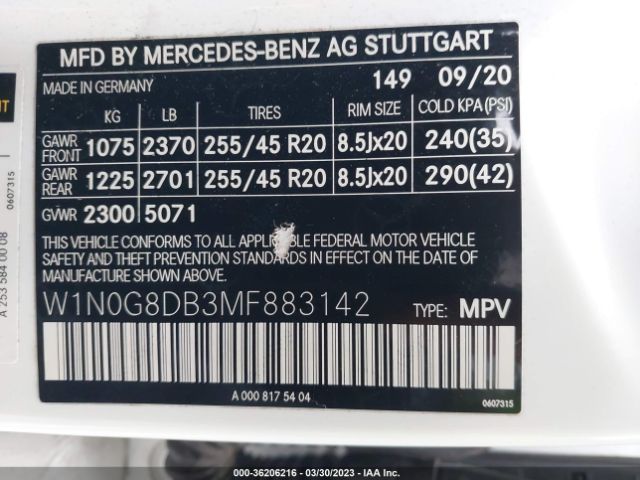 MFD BY MERCEDES-BENZ AG STUTTGART
MADE IN GERMANY 149 09/20
KG LB TIRES RIM SIZE COLD KPA(PSI)
GAWR FRONT 1075 2370 255/45 R20 8.5Jx20 240(35)
GAWR REAR 1225 2701 255/45 R20 8.5Jx20 290(42)
GVWR 2300 5071
THIS VEHICLE CONFORMS TO ALL APPLICABLE FEDERAL MOTOR VEHICLE
SAFETY AND THEFT PREVENTION STANDARDS IN EFFECT ON THE DATE OF
MANUFACTURE SHOWN ABOVE.
W1N0G8DB3MF883142 TYPE: MPV
A 000 817 54 04
0607315
0607315
A 253 584 00 08
#36206216 - 03/30/2023 - IAA Inc.